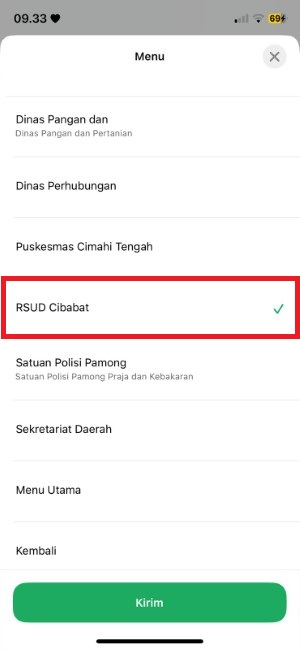 09.33
69
Menu
Dinas Pangan dan
Dinas Pangan dan Pertanian
Dinas Perhubungan
Puskesmas Cimahi Tengah
RSUD Cibabat
Satuan Polisi Pamong
Satuan Polisi Pamong Praja dan Kebakaran
Sekretariat Daerah
Menu Utama
Kembali
Kirim